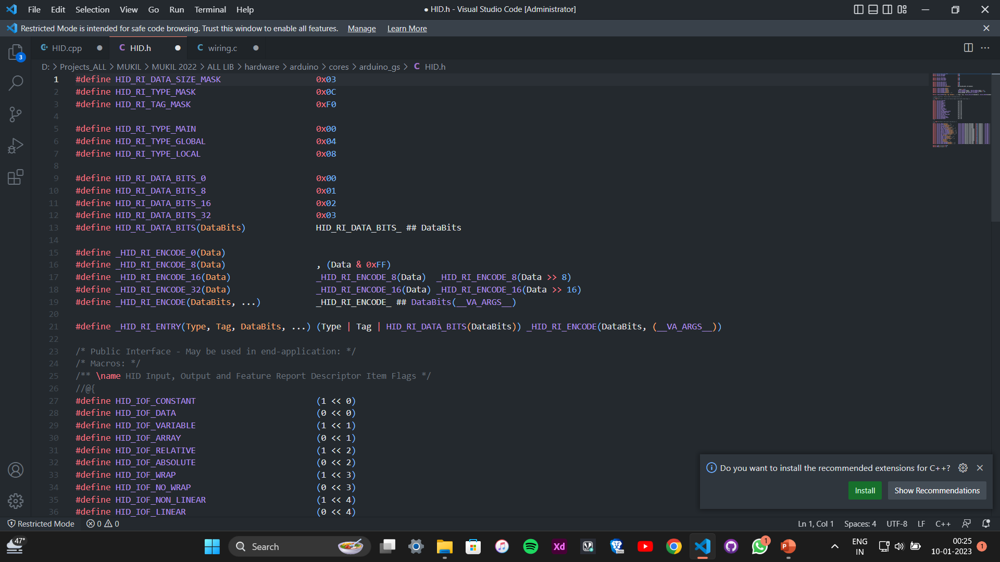 File Edit Selection View Go Run Terminal Help
● HID.h - Visual Studio Code [Administrator]
Restricted Mode is intended for safe code browsing. Trust this window to enable all features. Manage Learn More
3
HID.cpp
C HID.h
C wiring.c
D: > Projects_ALL > MUKIL > MUKIL 2022 > ALL LIB > hardware > arduino > cores > arduino_gs > C HID.h
1 #define HID_RI_DATA_SIZE_MASK 0x03
2 #define HID_RI_TYPE_MASK 0x0C
3 #define HID_RI_TAG_MASK 0xF0
4
5 #define HID_RI_TYPE_MAIN 0x00
6 #define HID_RI_TYPE_GLOBAL 0x04
7 #define HID_RI_TYPE_LOCAL 0x08
8
9 #define HID_RI_DATA_BITS_0 0x00
10 #define HID_RI_DATA_BITS_8 0x01
11 #define HID_RI_DATA_BITS_16 0x02
12 #define HID_RI_DATA_BITS_32 0x03
13 #define HID_RI_DATA_BITS(DataBits) HID_RI_DATA_BITS_ ## DataBits
14
15 #define _HID_RI_ENCODE_0(Data)
16 #define _HID_RI_ENCODE_8(Data) , (Data & 0xFF)
17 #define _HID_RI_ENCODE_16(Data) _HID_RI_ENCODE_8(Data) _HID_RI_ENCODE_8(Data >> 8)
18 #define _HID_RI_ENCODE_32(Data) _HID_RI_ENCODE_16(Data) _HID_RI_ENCODE_16(Data >> 16)
19 #define _HID_RI_ENCODE(DataBits, ...) _HID_RI_ENCODE_ ## DataBits(__VA_ARGS__)
20
21 #define _HID_RI_ENTRY(Type, Tag, DataBits, ...) (Type | Tag | HID_RI_DATA_BITS(DataBits)) _HID_RI_ENCODE(DataBits, (__VA_ARGS__))
22
23 /* Public Interface - May be used in end-application: */
24 /* Macros: */
25 /** \name HID Input, Output and Feature Report Descriptor Item Flags */
26 //@{
27 #define HID_IOF_CONSTANT (1 << 0)
28 #define HID_IOF_DATA (0 << 0)
29 #define HID_IOF_VARIABLE (1 << 1)
30 #define HID_IOF_ARRAY (0 << 1)
31 #define HID_IOF_RELATIVE (1 << 2)
32 #define HID_IOF_ABSOLUTE (0 << 2)
33 #define HID_IOF_WRAP (1 << 3)
34 #define HID_IOF_NO_WRAP (0 << 3)
35 #define HID_IOF_NON_LINEAR (1 << 4)
36 #define HID_IOF_LINEAR (0 << 4)
Do you want to install the recommended extensions for C++?
Install Show Recommendations
Restricted Mode 0 0 Ln 1, Col 1 Spaces: 4 UTF-8 LF C++
47°
Search
Xd
beta
1
P
ENG
IN
00:25
10-01-2023
1